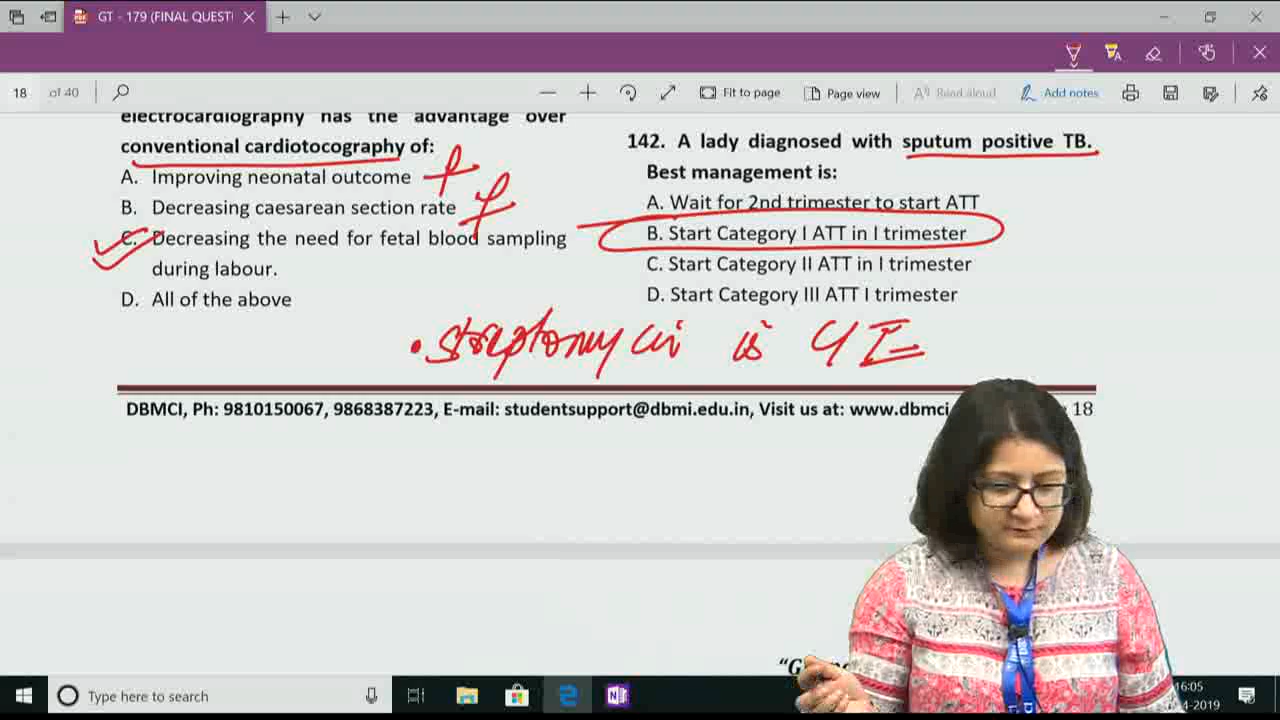 GT - 179 (FINAL QUEST
18 of 40
Fit to page
Page view
Read aloud
Add notes
electrocardiography has the advantage over
conventional cardiotocography of:
A. Improving neonatal outcome
B. Decreasing caesarean section rate
C. Decreasing the need for fetal blood sampling
during labour.
D. All of the above
142. A lady diagnosed with sputum positive TB.
Best management is:
A. Wait for 2nd trimester to start ATT
B. Start Category I ATT in I trimester
C. Start Category II ATT in I trimester
D. Start Category III ATT I trimester
• streptomycin is
DBMCI, Ph: 9810150067, 9868387223, E-mail: studentsupport@dbmi.edu.in, Visit us at: www.dbmci
18
Type here to search
16:05
-2019